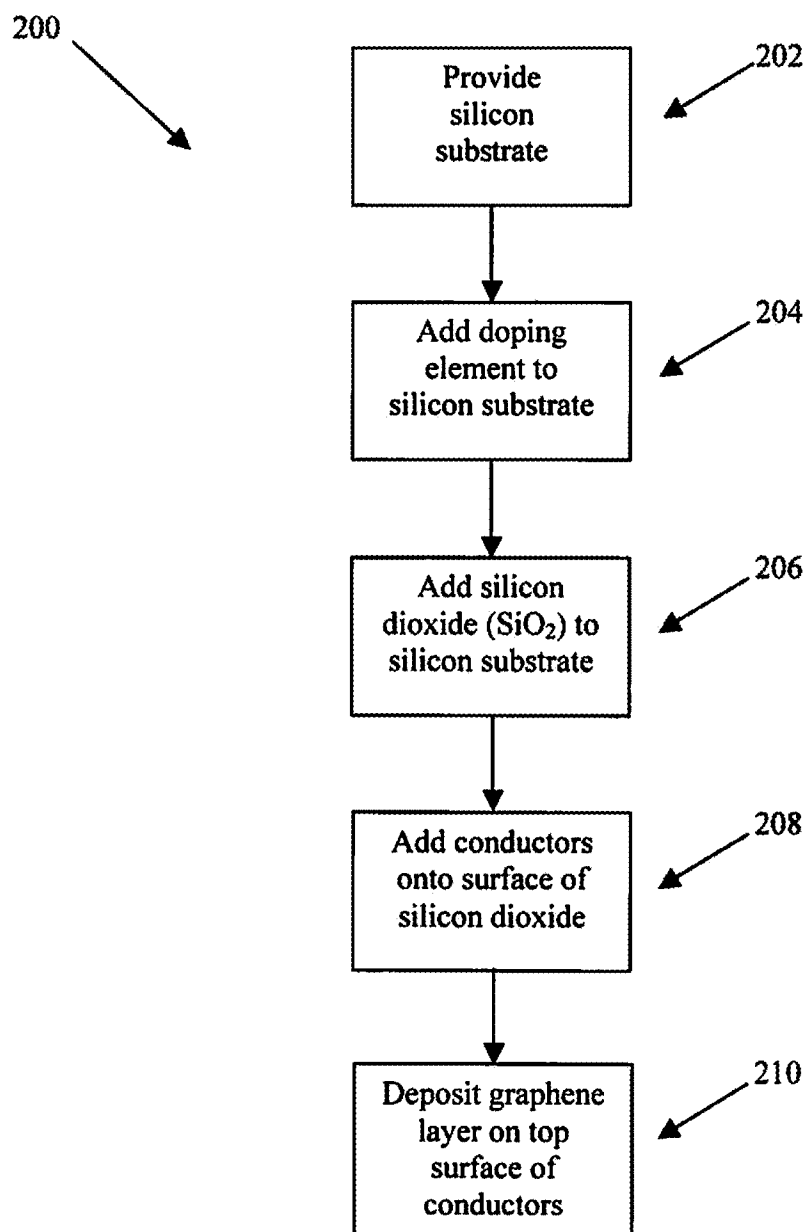 200
202
Provide
silicon
substrate
204
Add doping
element to
silicon substrate
206
Add silicon
dioxide (SiO₂) to
silicon substrate
208
Add conductors
onto surface of
silicon dioxide
210
Deposit graphene
layer on top
surface of
conductors